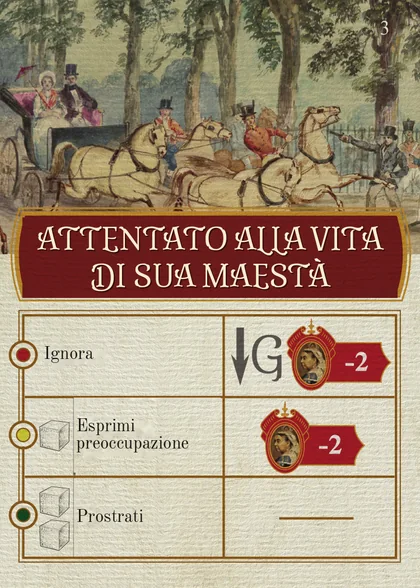 3
ATTENTATO ALLA VITA
DI SUA MAESTÀ
Ignora
G
-2
Esprimi
preoccupazione
-2
Prostrati